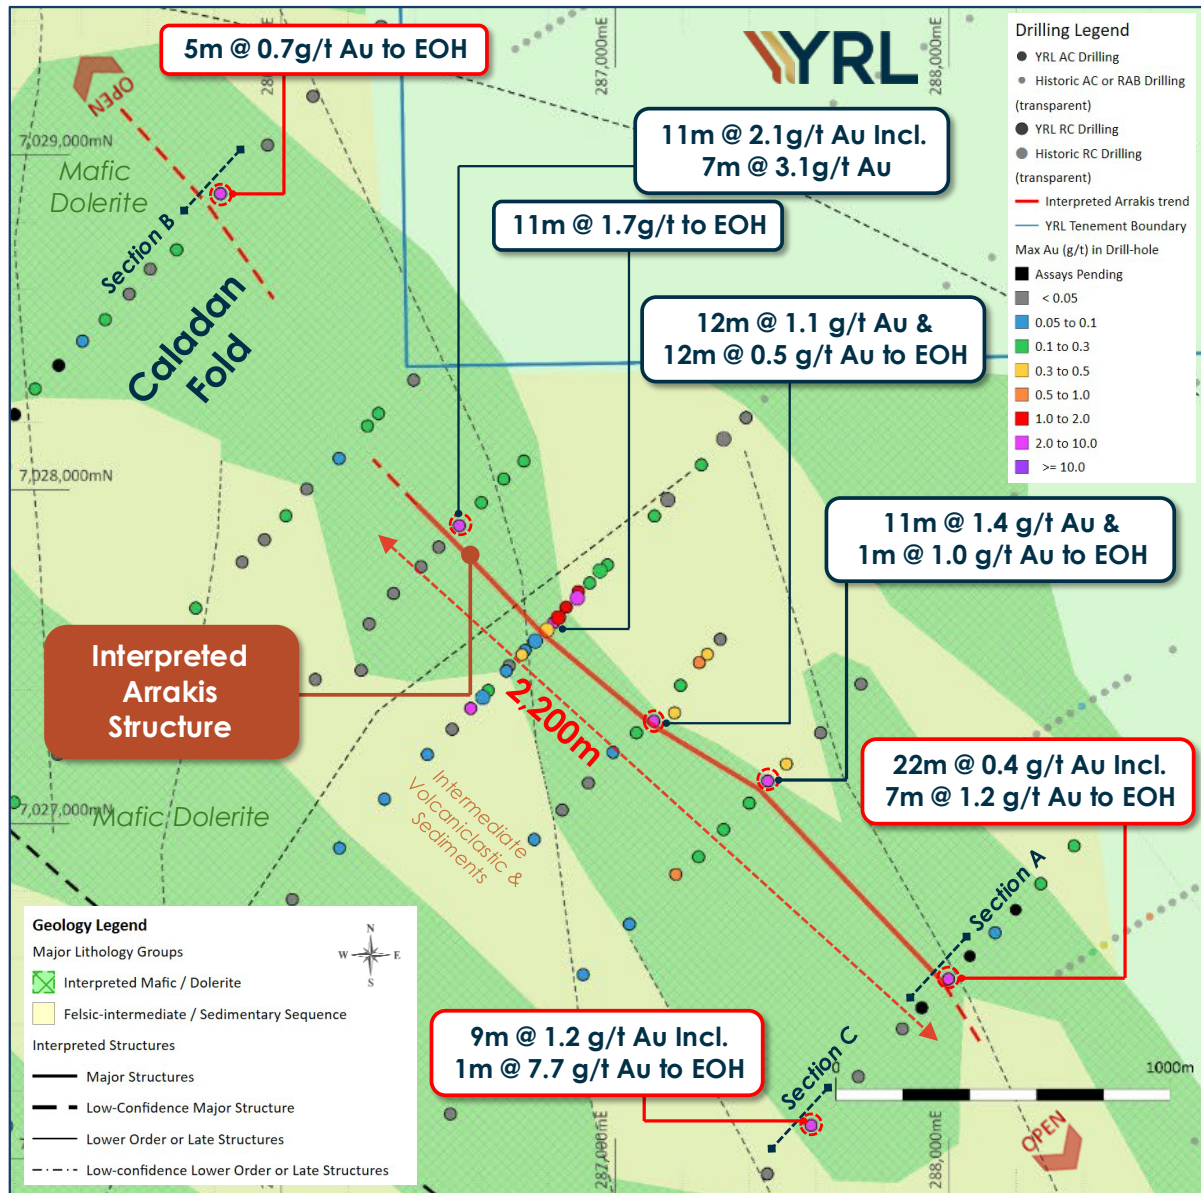 5m @ 0.7g/t Au to EOH
OPEN
287,000mE
288,000mE
YRL
Drilling Legend
YRL AC Drilling
Historic AC or RAB Drilling
(transparent)
YRL RC Drilling
Historic RC Drilling
(transparent)
Interpreted Arrakis trend
YRL Tenement Boundary
Max Au (g/t) in Drill-hole
Assays Pending
< 0.05
0.05 to 0.1
0.1 to 0.3
0.3 to 0.5
0.5 to 1.0
1.0 to 2.0
2.0 to 10.0
>= 10.0
11m @ 2.1g/t Au Incl.
7m @ 3.1g/t Au
7,029,000mN
Mafic
Dolerite
Section B
11m @ 1.7g/t to EOH
Caladan
Fold
12m @ 1.1 g/t Au &
12m @ 0.5 g/t Au to EOH
7,028,000mN
11m @ 1.4 g/t Au &
1m @ 1.0 g/t Au to EOH
Interpreted
Arrakis
Structure
2,200m
22m @ 0.4 g/t Au Incl.
7m @ 1.2 g/t Au to EOH
7,027,000mN
Mafic Dolerite
Intermediate
Volcaniclastic &
Sediments
Section A
Geology Legend
Major Lithology Groups
N
W
E
S
Interpreted Mafic / Dolerite
Felsic-intermediate / Sedimentary Sequence
Interpreted Structures
Major Structures
Low-Confidence Major Structure
Lower Order or Late Structures
Low-confidence Lower Order or Late Structures
9m @ 1.2 g/t Au Incl.
1m @ 7.7 g/t Au to EOH
Section C
0
1000m
287,000mE
288,000mE
OPEN